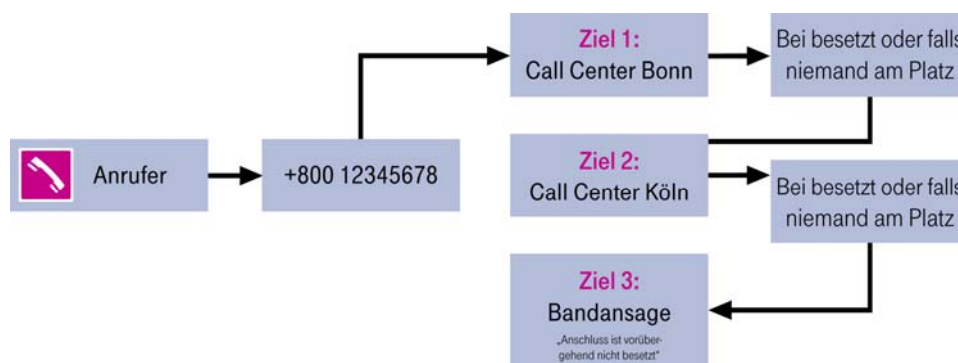 Anrufer
+800 12345678
Ziel 1:
Call Center Bonn
Bei besetzt oder falls
niemand am Platz
Ziel 2:
Call Center Köln
Bei besetzt oder falls
niemand am Platz
Ziel 3:
Bandansage
„Anschluss ist vorüber-
gehend nicht besetzt“